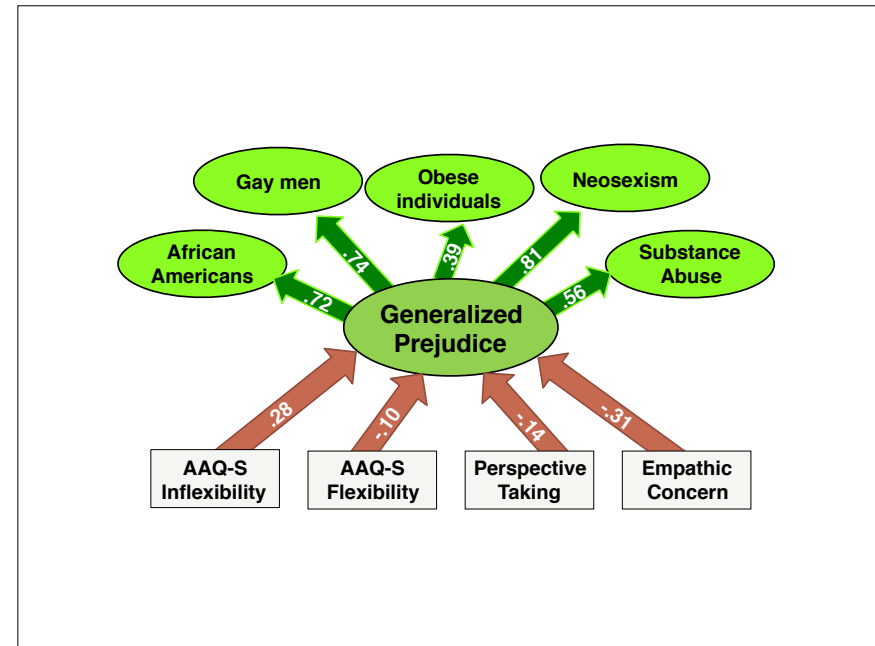 Gay men
Obese
individuals
Neosexism
African
Americans
Substance
Abuse
.72
.74
.39
.81
.56
Generalized
Prejudice
.28
-.10
-.14
-.31
AAQ-S
Inflexibility
AAQ-S
Flexibility
Perspective
Taking
Empathic
Concern